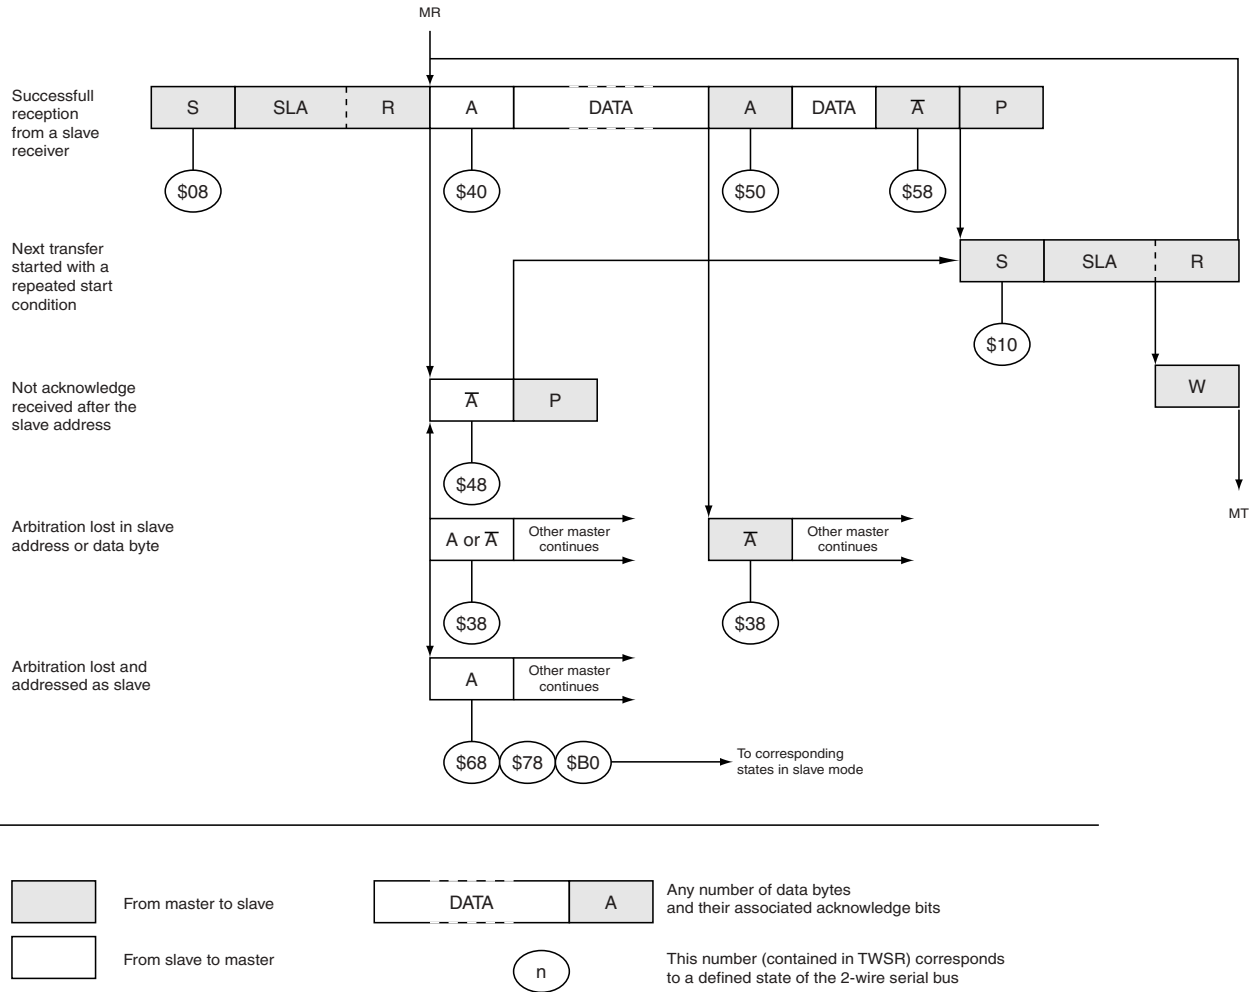 MR
Successfull
reception
from a slave
receiver
S SLA R A DATA A DATA A̅ P
$08 $40 $50 $58
Next transfer
started with a
repeated start
condition
S SLA R
$10
Not acknowledge
received after the
slave address
A̅ P
W
$48
MT
Arbitration lost in slave
address or data byte
A or A̅
Other master
continues
A̅
Other master
continues
$38 $38
Arbitration lost and
addressed as slave
A
Other master
continues
$68 $78 $B0
To corresponding
states in slave mode
From master to slave
DATA A
Any number of data bytes
and their associated acknowledge bits
From slave to master
n
This number (contained in TWSR) corresponds
to a defined state of the 2-wire serial bus